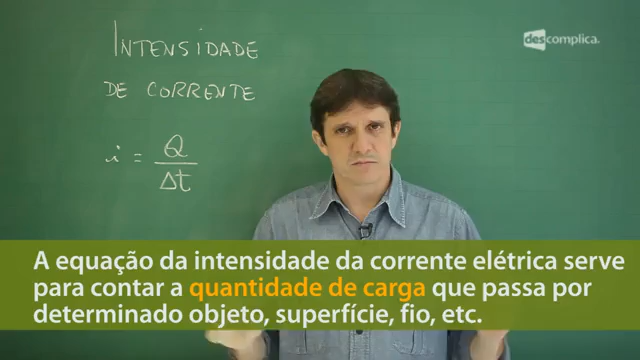 descomplica.
INTENSIDADE
DE CORRENTE
i = Q
Δt
A equação da intensidade da corrente elétrica serve
para contar a quantidade de carga que passa por
determinado objeto, superfície, fio, etc.